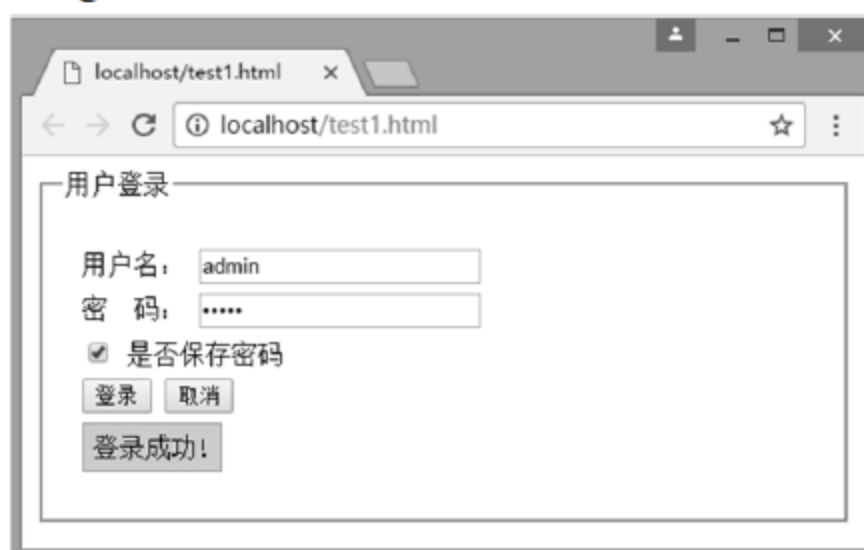 localhost/test1.html
localhost/test1.html
用户登录
用户名： admin
密 码： •••••
是否保存密码
登录 取消
登录成功！